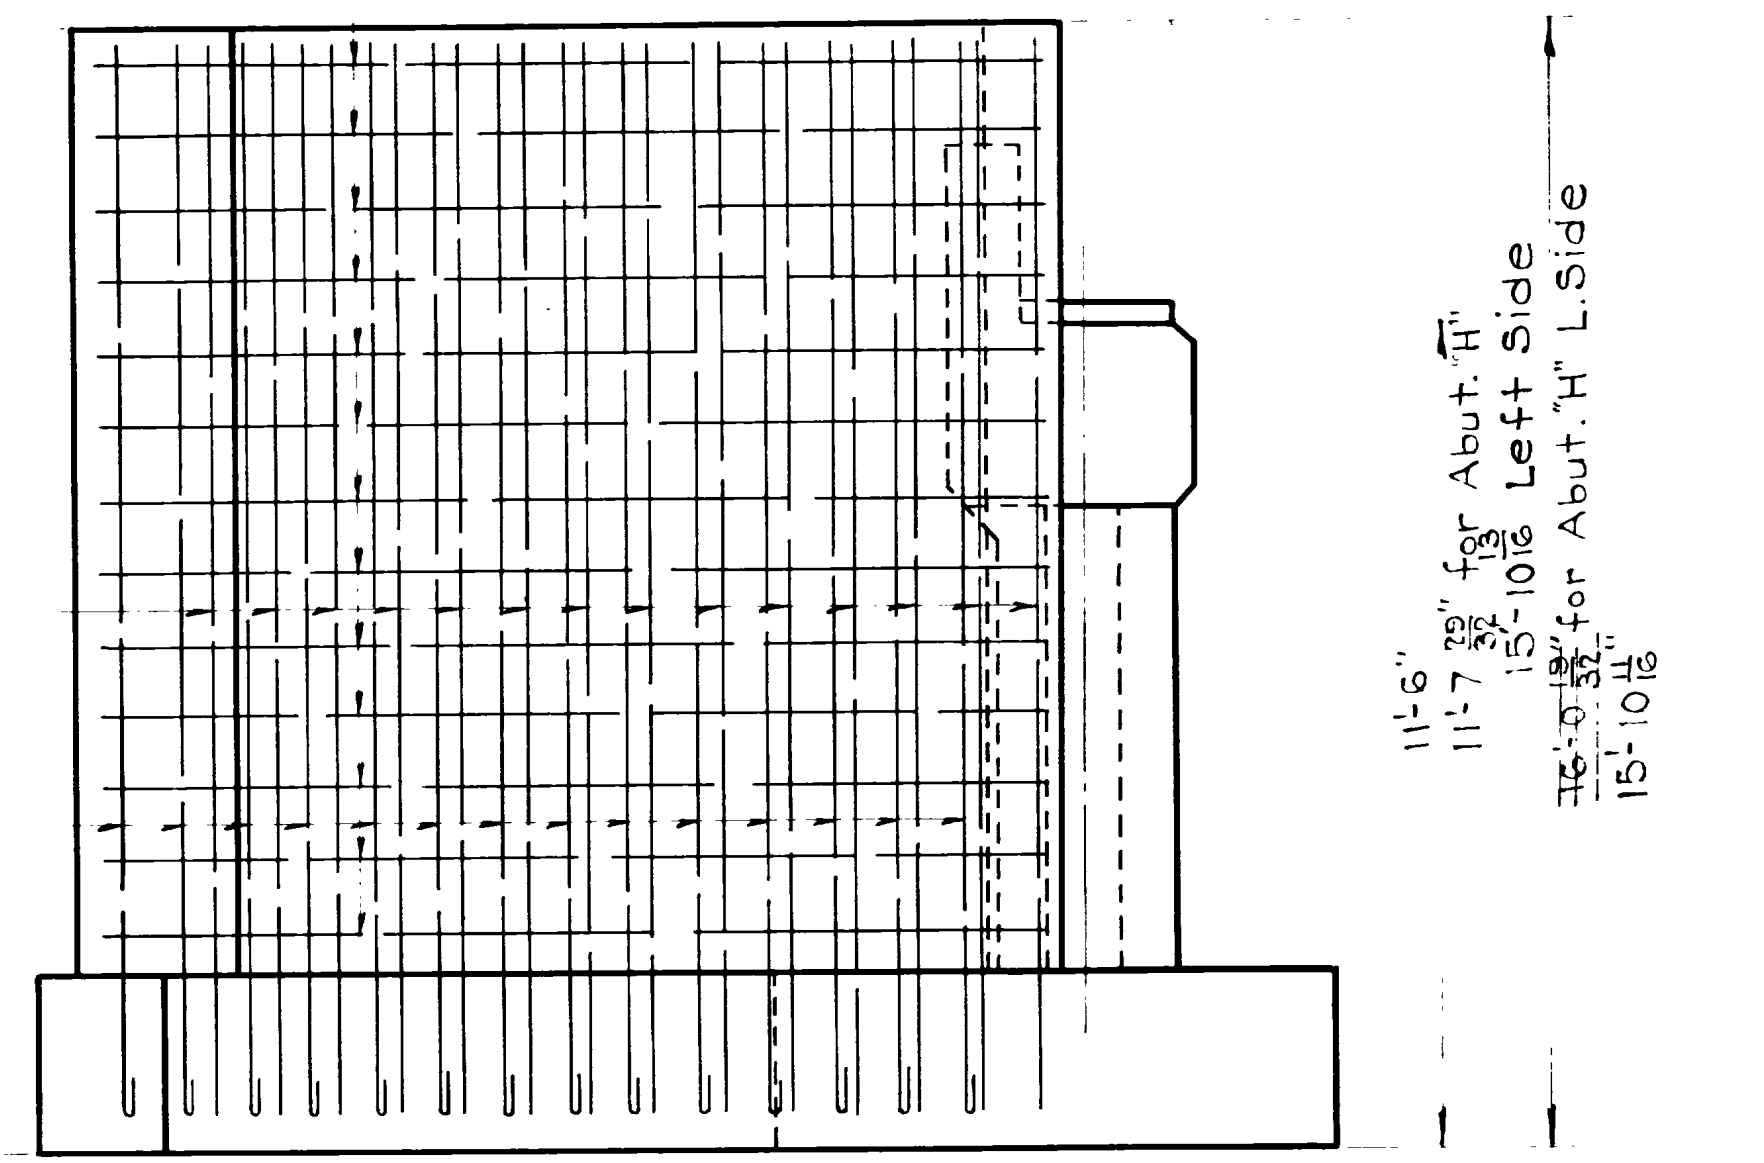 11'-6"
11'-7 29/32" for Abut. "H"
15'-10 13/16 Left Side
16'-0 19/32" for Abut. "H" L.Side
15'-10 11/16"